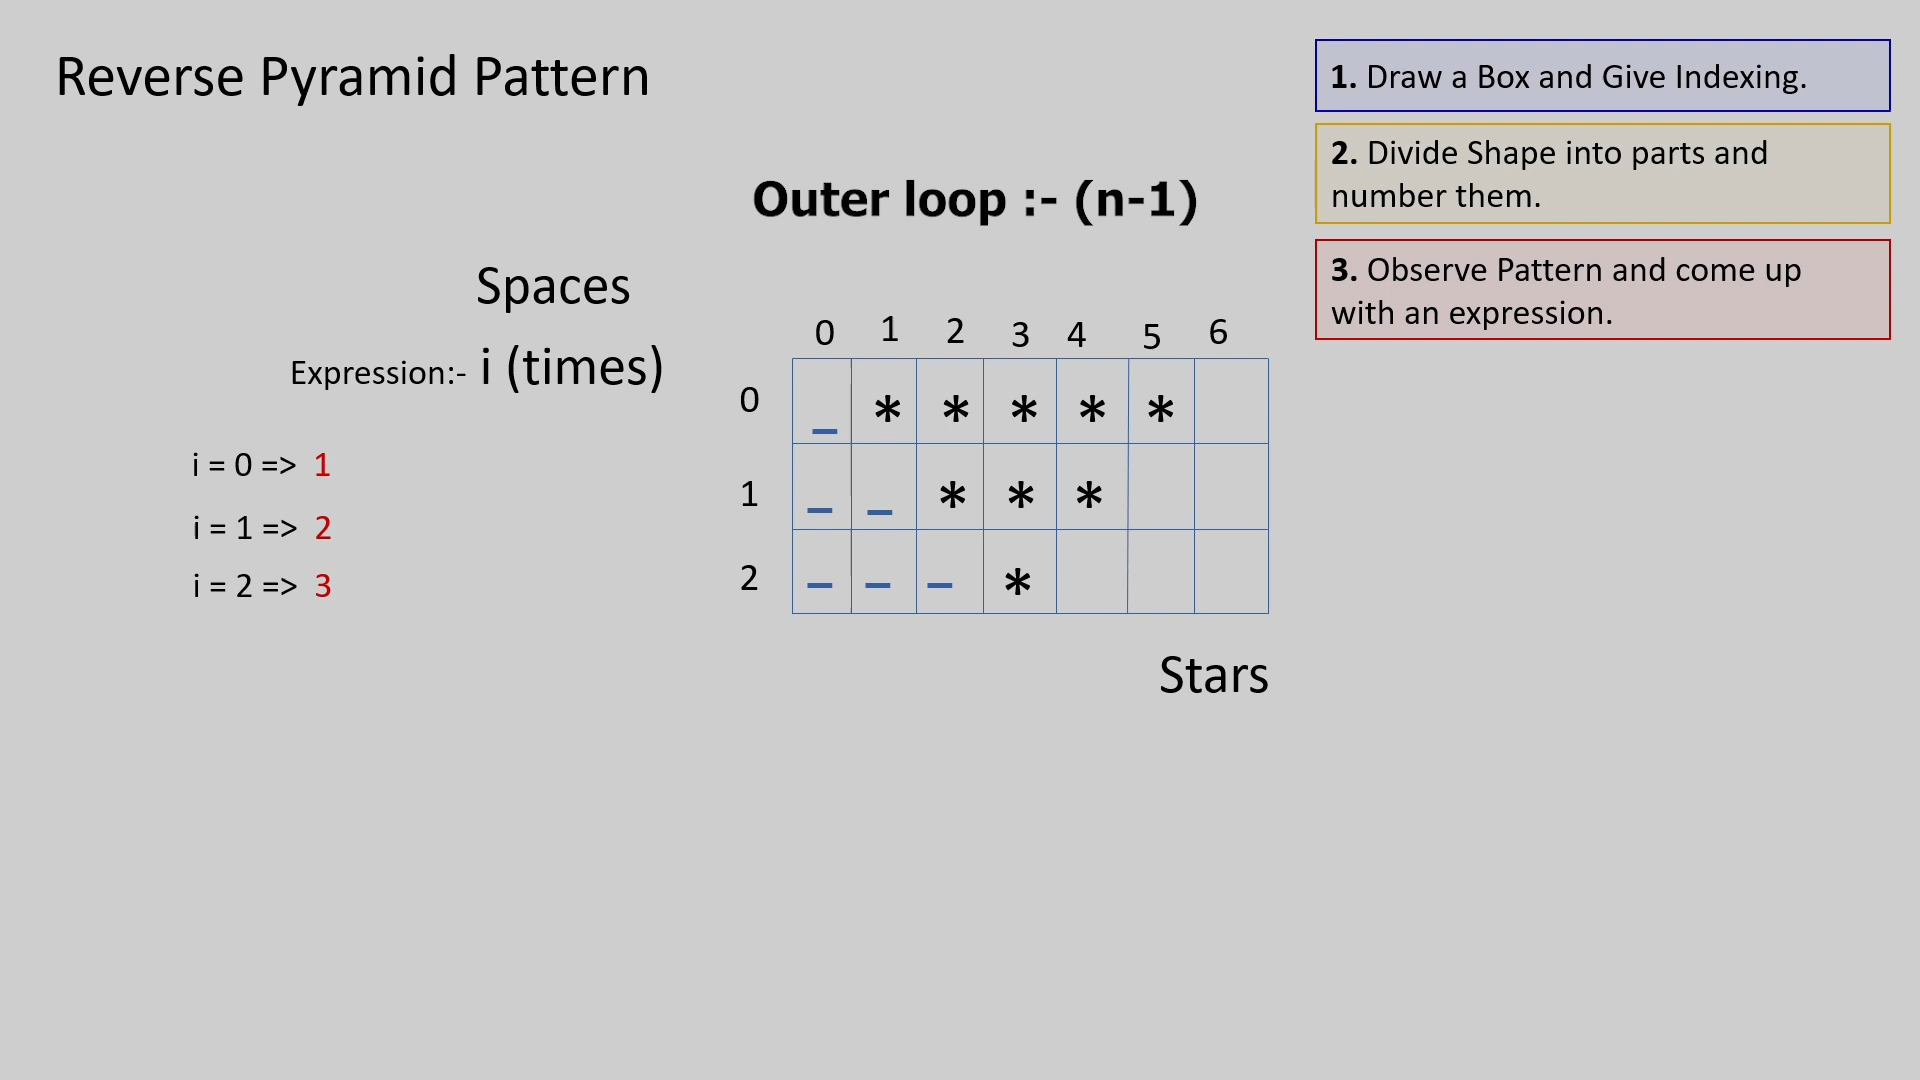 Reverse Pyramid Pattern
1. Draw a Box and Give Indexing.
2. Divide Shape into parts and
number them.
3. Observe Pattern and come up
with an expression.
Outer loop :- (n-1)
Spaces
Expression:- i (times)
i = 0 => 1
i = 1 => 2
i = 2 => 3
0 1 2 3 4 5 6
0 _ * * * * *
1 _ _ * * *
2 _ _ _ *
Stars